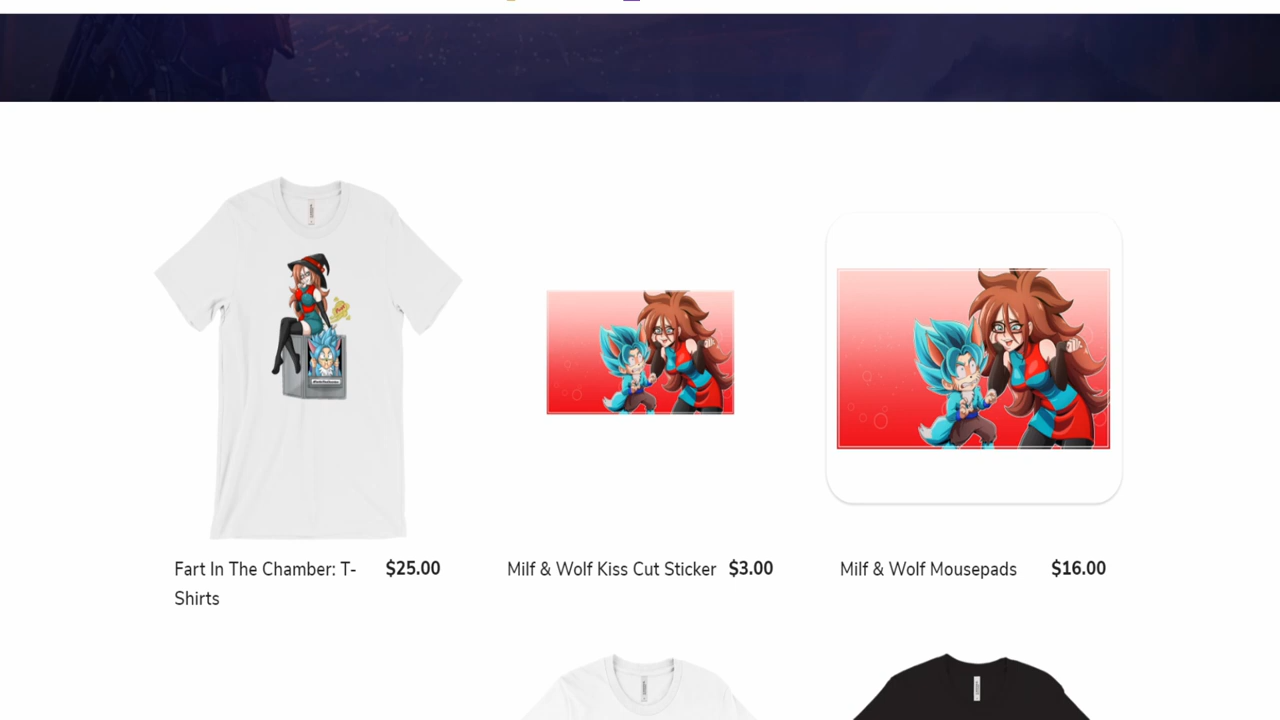 Fart In The Chamber: T-
Shirts
$25.00
Milf & Wolf Kiss Cut Sticker
$3.00
Milf & Wolf Mousepads
$16.00